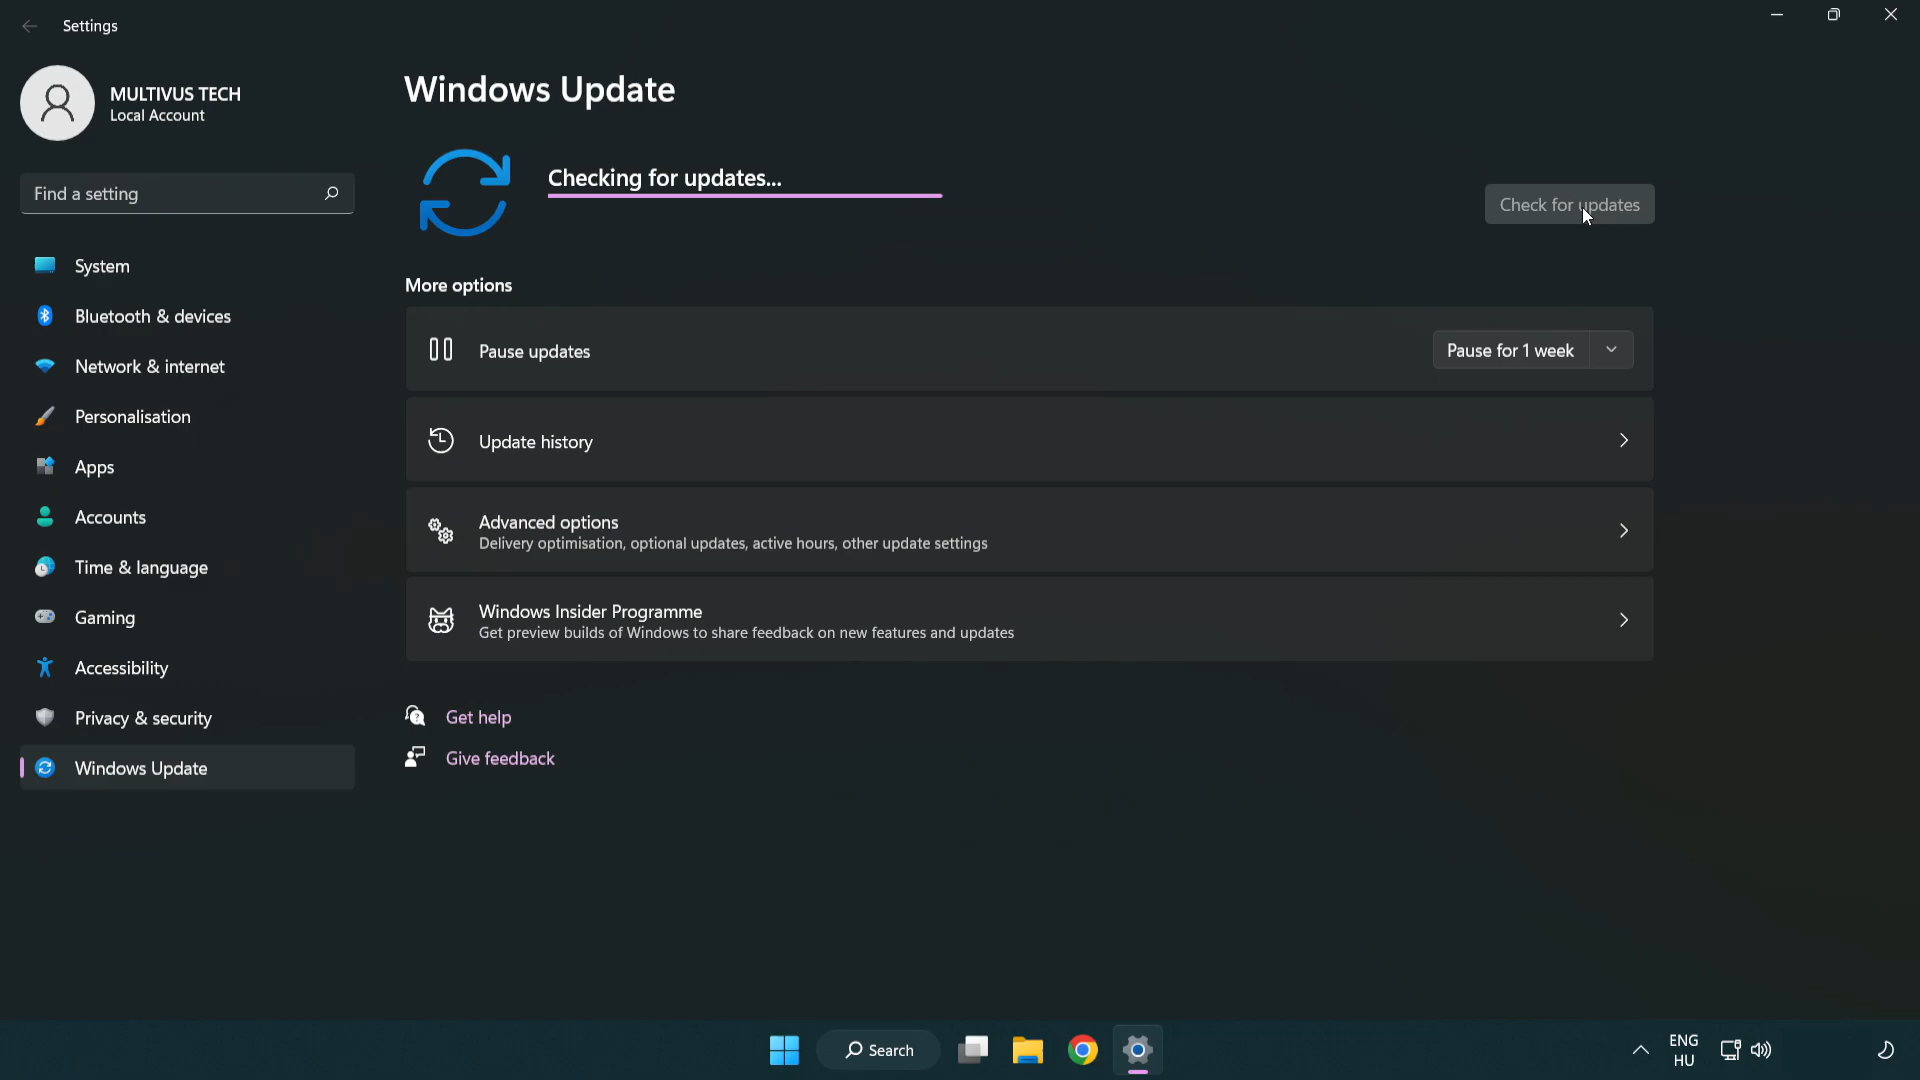 Settings
MULTIVUS TECH
Local Account
Find a setting
System
Bluetooth & devices
Network & internet
Personalisation
Apps
Accounts
Time & language
Gaming
Accessibility
Privacy & security
Windows Update
Windows Update
Checking for updates...
Check for updates
More options
Pause updates
Pause for 1 week
Update history
Advanced options
Delivery optimisation, optional updates, active hours, other update settings
Windows Insider Programme
Get preview builds of Windows to share feedback on new features and updates
Get help
Give feedback
Search
ENG
HU